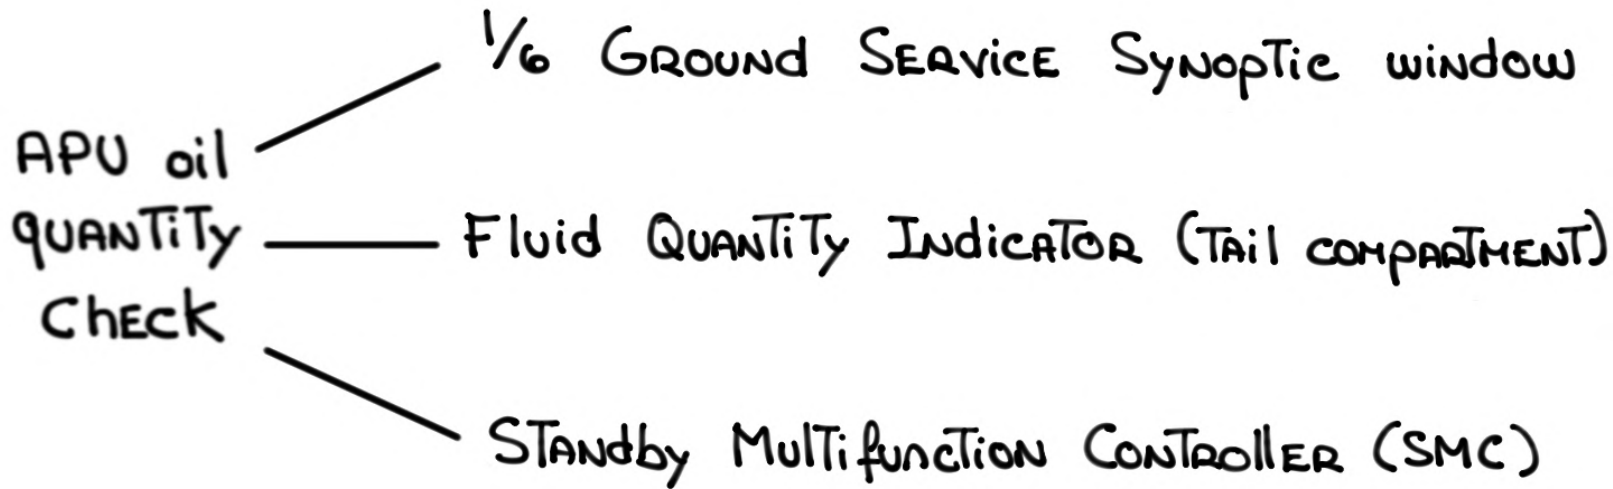 1/6 Ground Service Synoptic window
APU oil
quantity
check
Fluid Quantity Indicator (Tail compartment)
Standby Multifunction Controller (SMC)